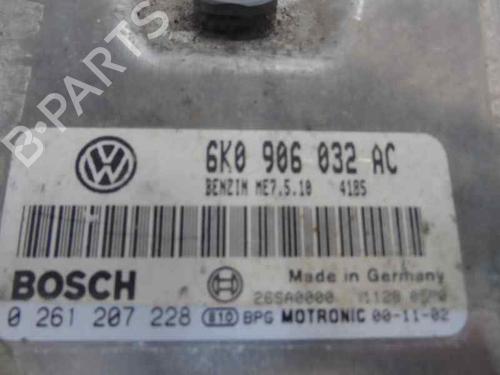 B-PARTS
6K0 906 032 AC
BENZIN ME7.5.10 4185
BOSCH
Made in Germany
26SA0000
0 261 207 228 BPG MOTRONIC 00-11-02